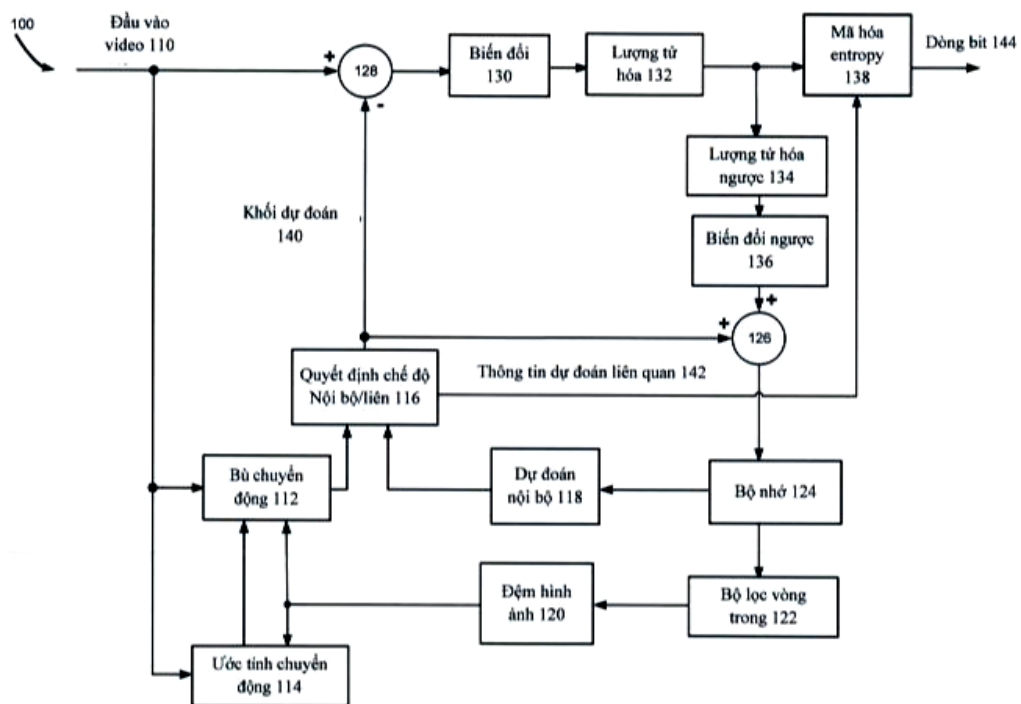 100
Đầu vào
video 110
+
128
-
Biến đổi
130
Lượng tử
hóa 132
Mã hóa
entropy
138
Dòng bit 144
Lượng tử hóa
ngược 134
Biến đổi ngược
136
Khối dự đoán
140
+
+
126
Quyết định chế độ
Nội bộ/liên 116
Thông tin dự đoán liên quan 142
Bù chuyển
động 112
Dự đoán
nội bộ 118
Bộ nhớ 124
Đệm hình
ảnh 120
Bộ lọc vòng
trong 122
Ước tính chuyển
động 114